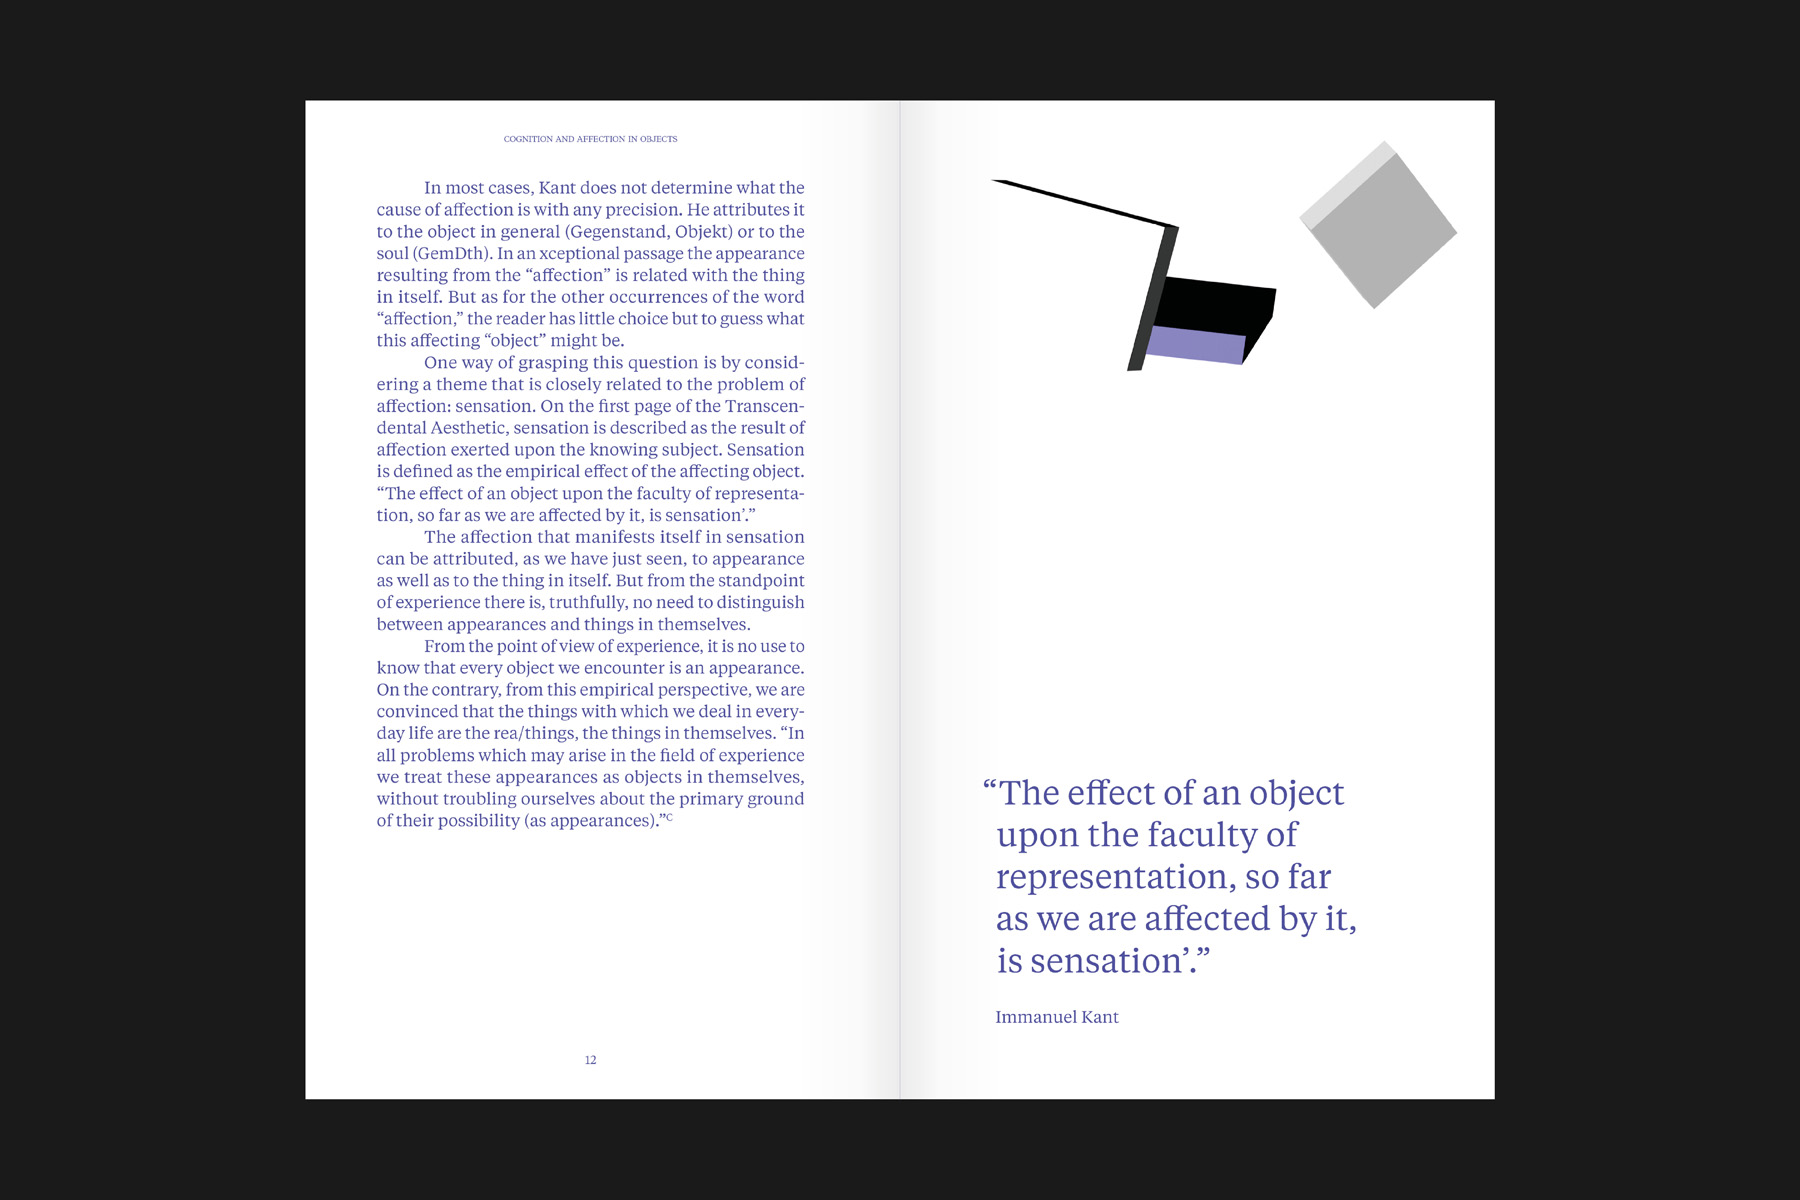 COGNITION AND AFFECTION IN OBJECTS
In most cases, Kant does not determine what the
cause of affection is with any precision. He attributes it
to the object in general (Gegenstand, Objekt) or to the
soul (GemDth). In an xceptional passage the appearance
resulting from the “affection” is related with the thing
in itself. But as for the other occurrences of the word
“affection,” the reader has little choice but to guess what
this affecting “object” might be.
One way of grasping this question is by consid-
ering a theme that is closely related to the problem of
affection: sensation. On the first page of the Transcen-
dental Aesthetic, sensation is described as the result of
affection exerted upon the knowing subject. Sensation
is defined as the empirical effect of the affecting object.
“The effect of an object upon the faculty of representa-
tion, so far as we are affected by it, is sensation’.”
The affection that manifests itself in sensation
can be attributed, as we have just seen, to appearance
as well as to the thing in itself. But from the standpoint
of experience there is, truthfully, no need to distinguish
between appearances and things in themselves.
From the point of view of experience, it is no use to
know that every object we encounter is an appearance.
On the contrary, from this empirical perspective, we are
convinced that the things with which we deal in every-
day life are the rea/things, the things in themselves. “In
all problems which may arise in the field of experience
we treat these appearances as objects in themselves,
without troubling ourselves about the primary ground
of their possibility (as appearances).”C
12
“The effect of an object
upon the faculty of
representation, so far
as we are affected by it,
is sensation’.”
Immanuel Kant